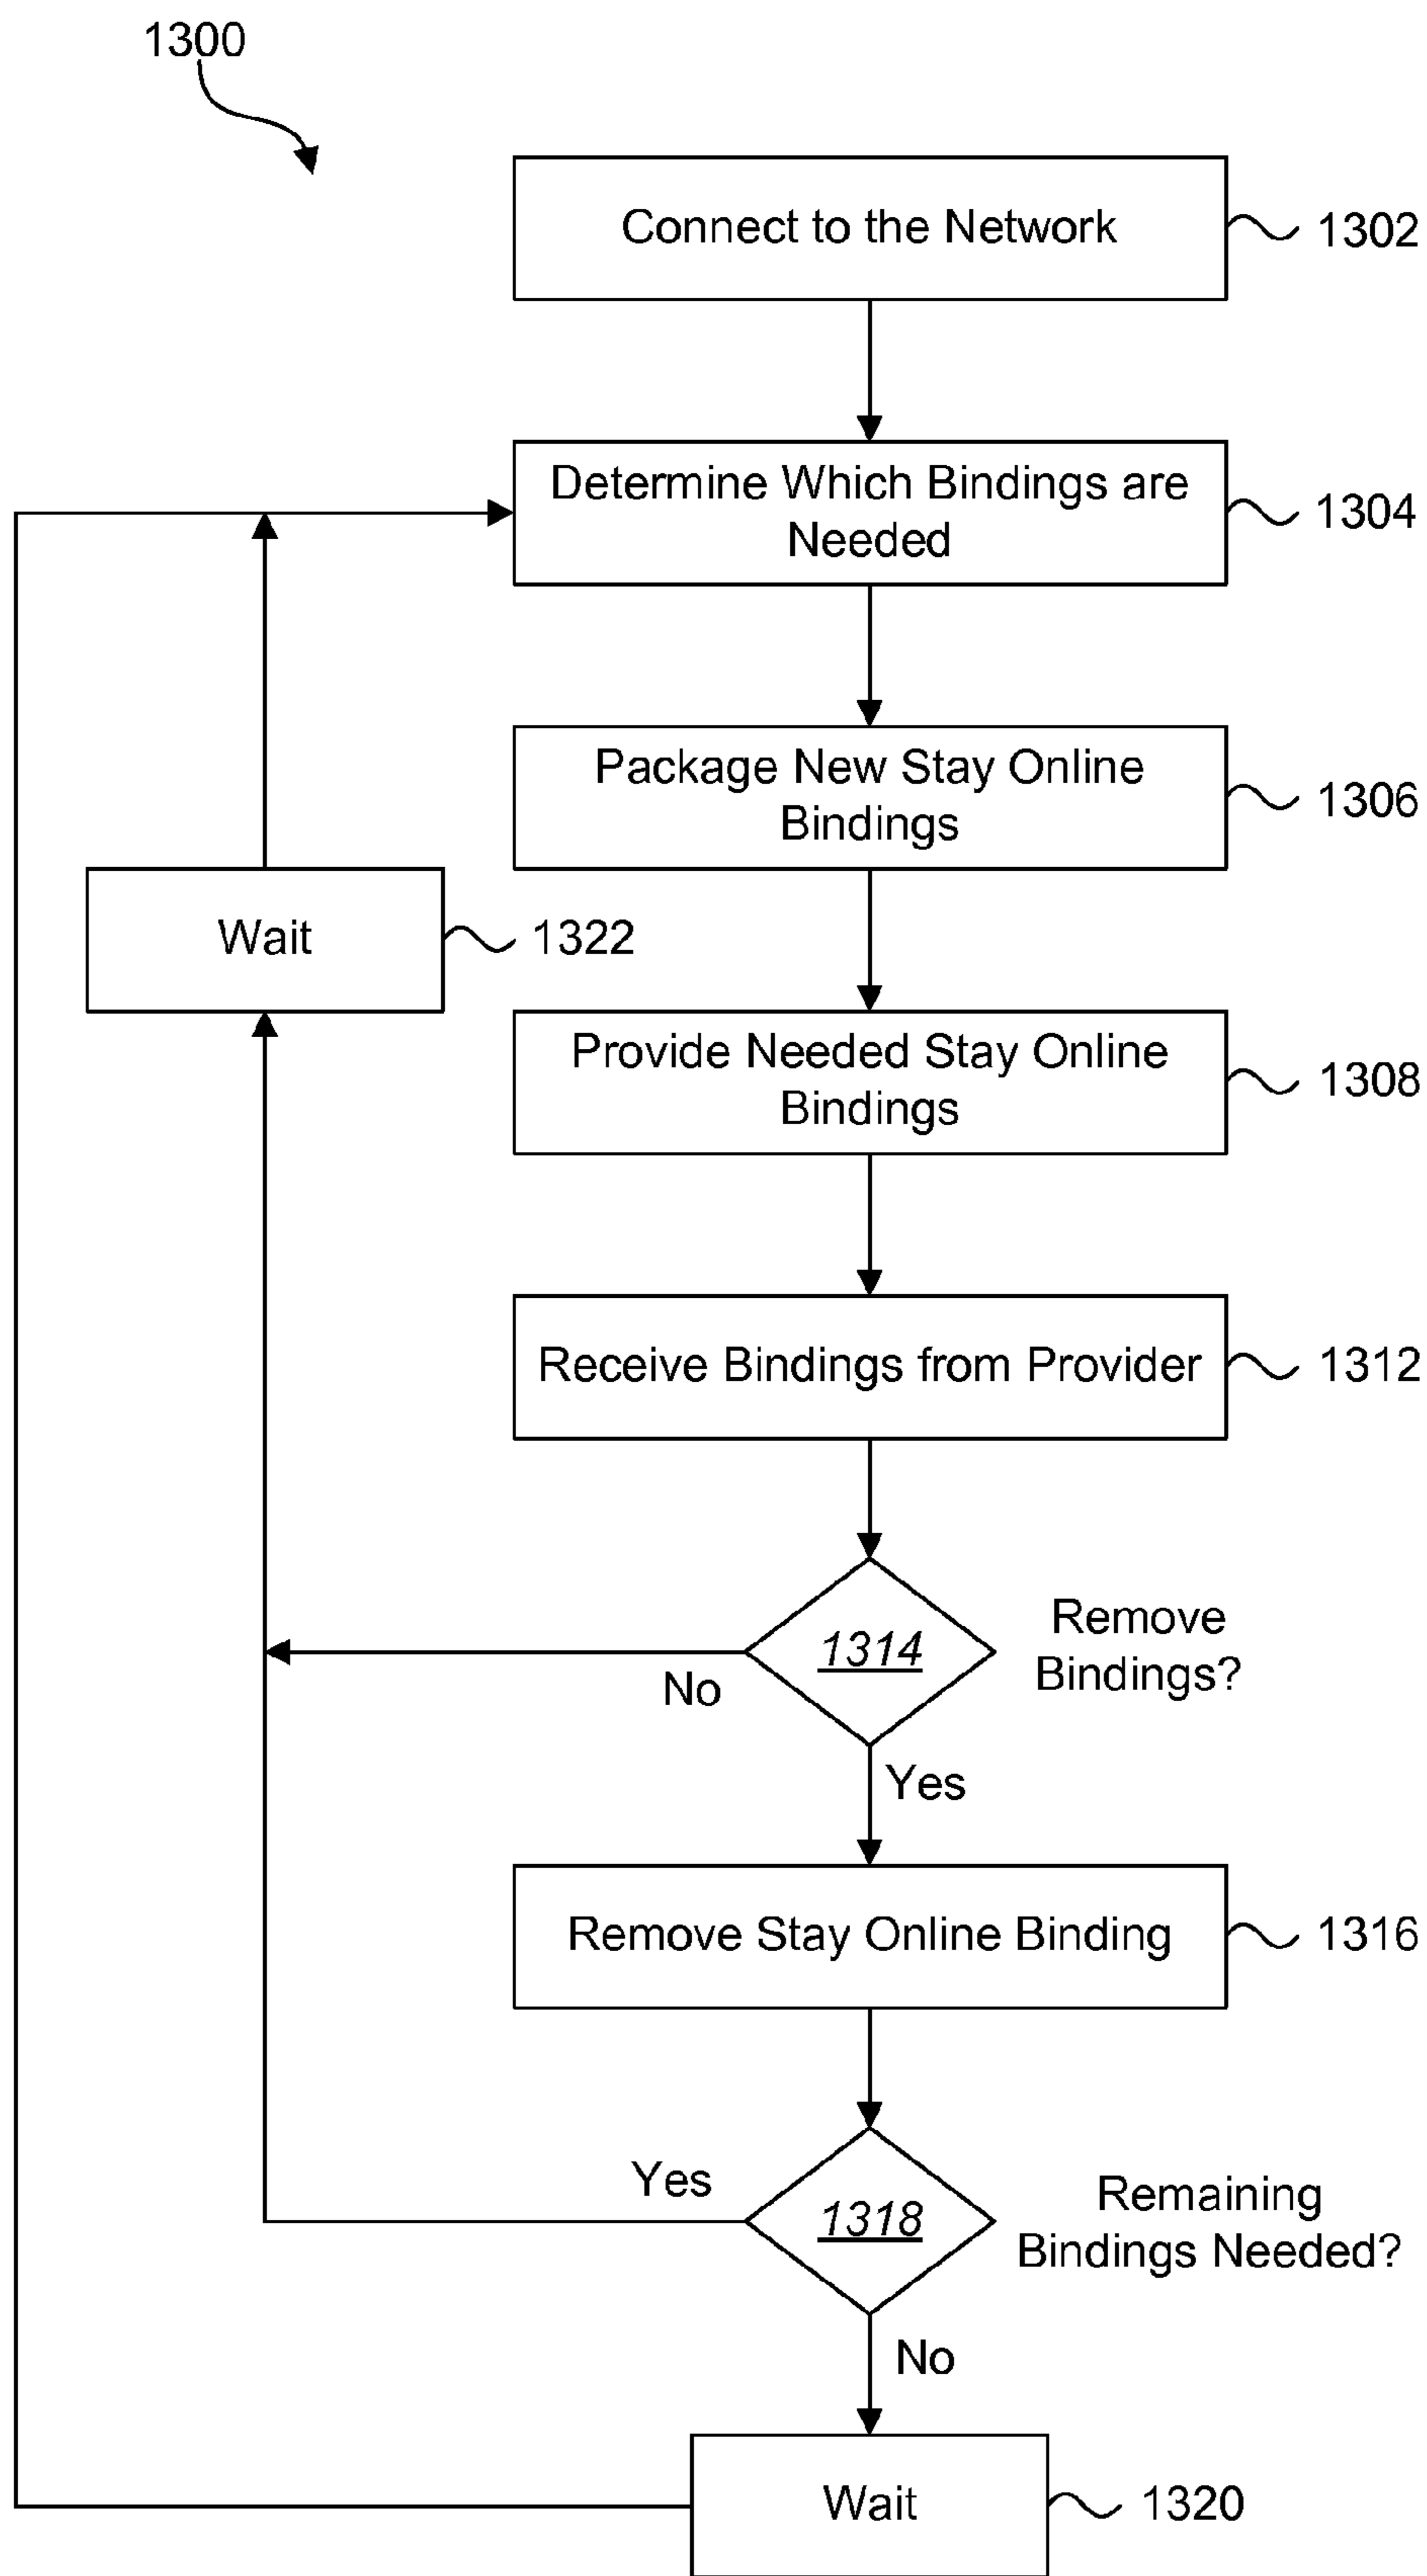 1300
Connect to the Network
1302
Determine Which Bindings are
Needed
1304
Package New Stay Online
Bindings
1306
Wait
1322
Provide Needed Stay Online
Bindings
1308
Receive Bindings from Provider
1312
1314
Remove
Bindings?
No
Yes
Remove Stay Online Binding
1316
Yes
1318
Remaining
Bindings Needed?
No
Wait
1320